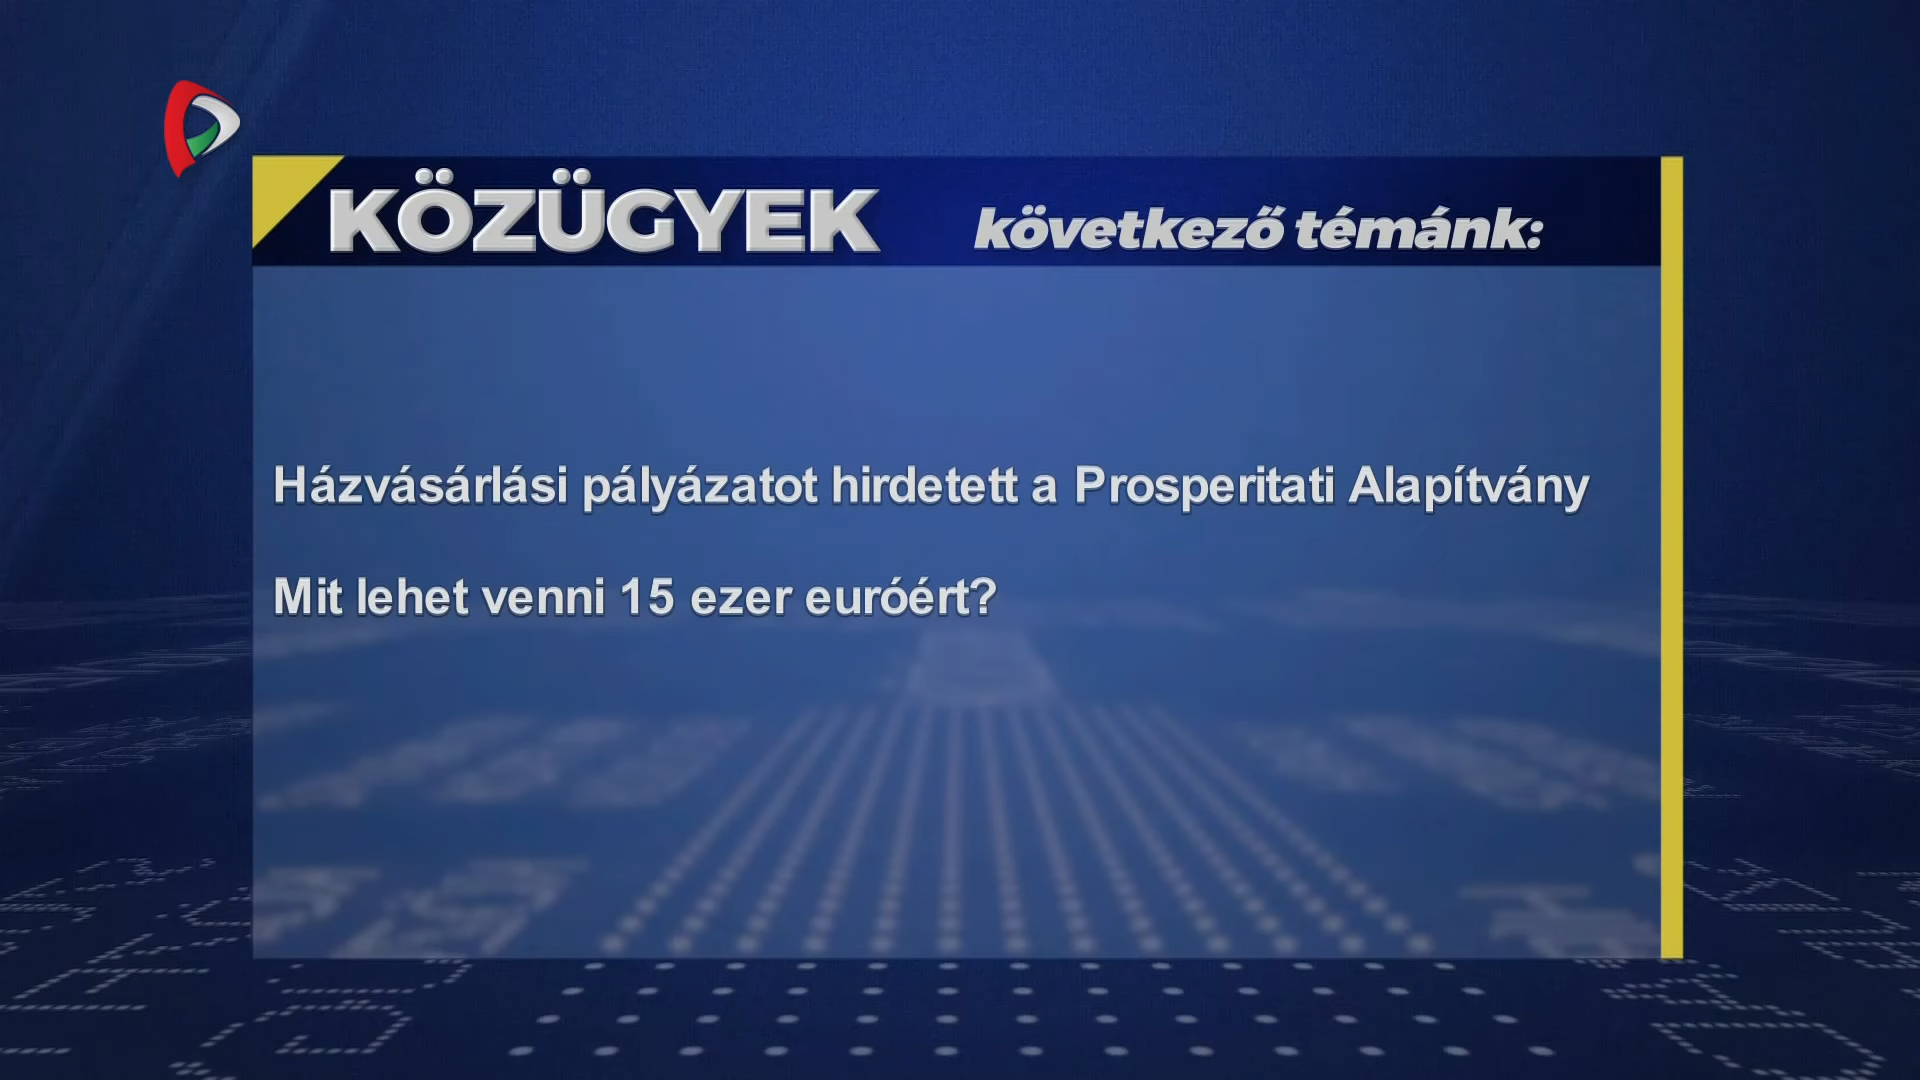 KÖZÜGYEK következő témánk:
Házvásárlási pályázatot hirdetett a Prosperitati Alapítvány
Mit lehet venni 15 ezer euróért?